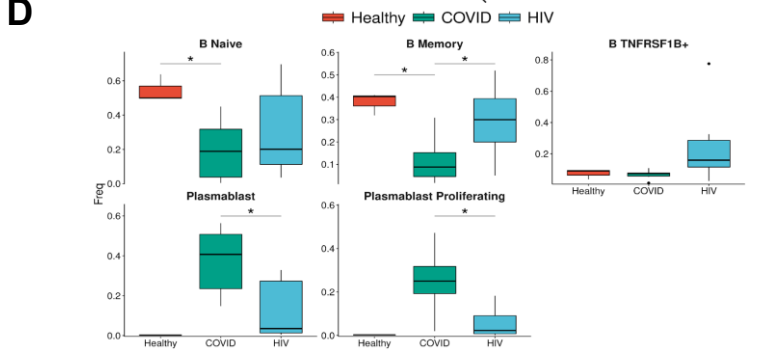 D
Healthy COVID HIV
B Naive
*
0.6
0.4
0.2
0.0
B Memory
* *
0.6
0.5
0.4
0.3
0.2
0.1
B TNFRSF1B+
0.8
0.6
0.4
0.2
Healthy COVID HIV
Freq
Plasmablast
*
0.6
0.4
0.2
0.0
Healthy COVID HIV
Plasmablast Proliferating
*
0.6
0.4
0.2
0.0
Healthy COVID HIV